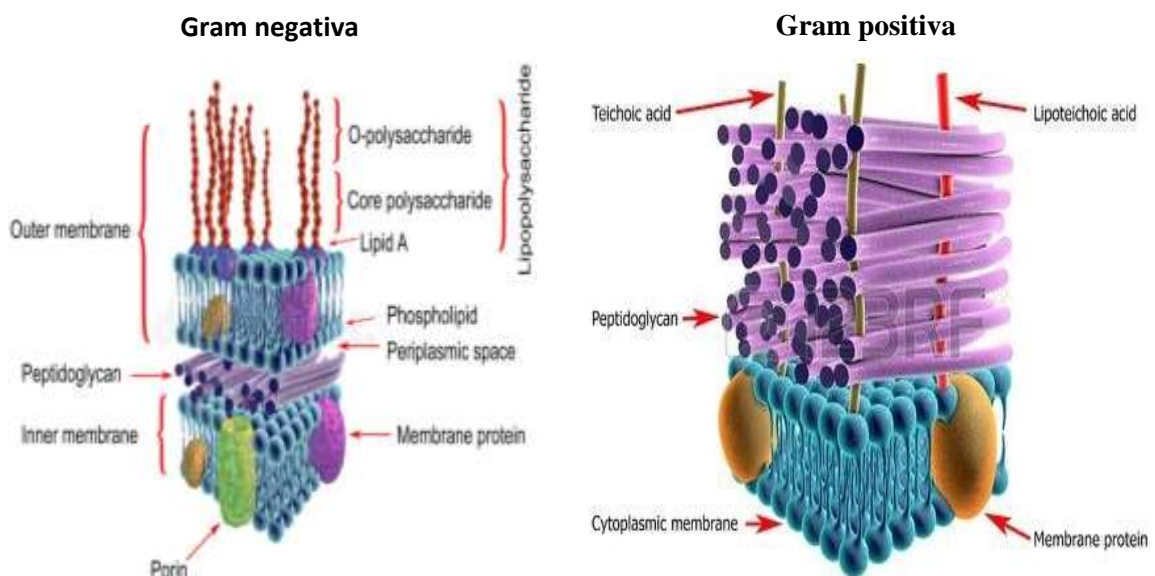 Gram negativa
O-polysaccharide
Core polysaccharide
Lipid A
Lipopolysaccharide
Outer membrane
Phospholipid
Periplasmic space
Peptidoglycan
Inner membrane
Membrane protein
Porin
Gram positiva
Teichoic acid
Lipoteichoic acid
Peptidoglycan
Cytoplasmic membrane
Membrane protein